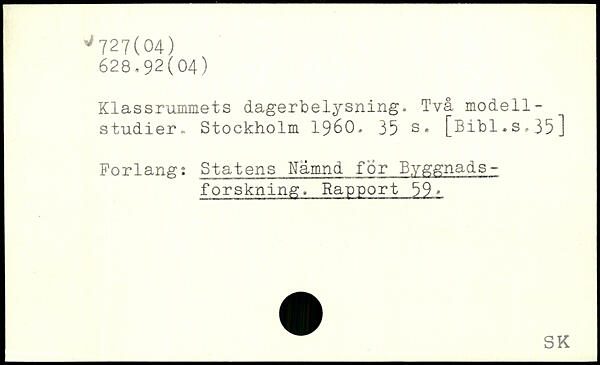 727(04)
628.92(04)
Klassrummets dagerbelysning. Två modell-
studier. Stockholm 1960. 35 s. [Bibl.s.35]
Forlang: Statens Nämnd för Byggnads-
forskning. Rapport 59.
SK